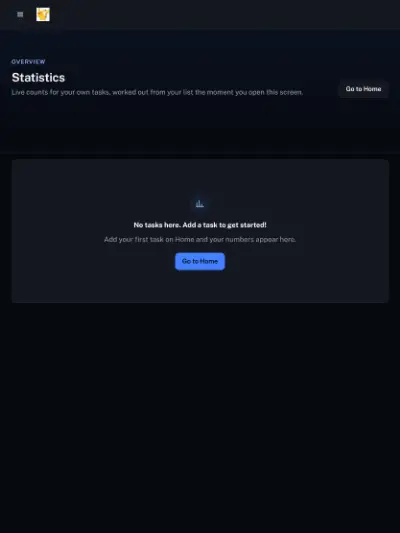 OVERVIEW
Statistics
Live counts for your own tasks, worked out from your list the moment you open this screen.
Go to Home
No tasks here. Add a task to get started!
Add your first task on Home and your numbers appear here.
Go to Home